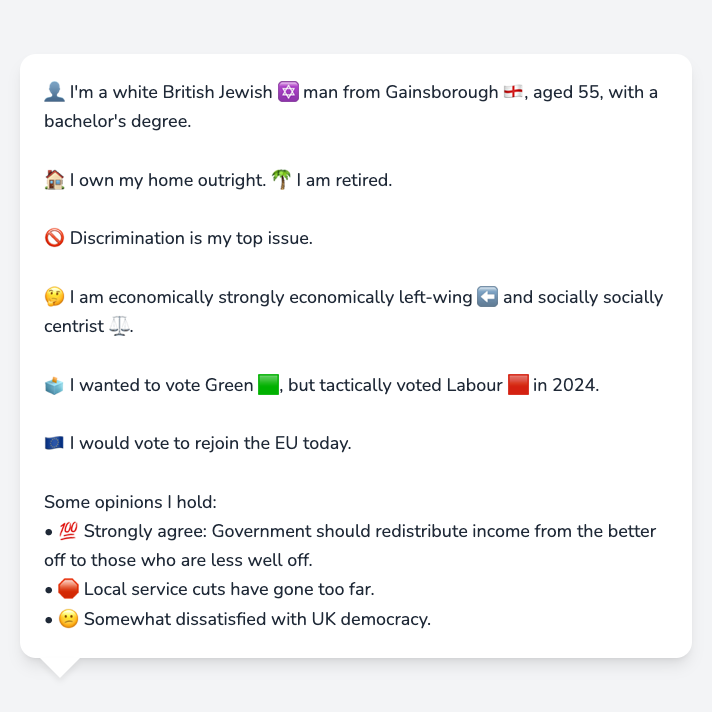 👤 I'm a white British Jewish ✡️ man from Gainsborough 🏴󠁧󠁢󠁥󠁮󠁧󠁿, aged 55, with a
bachelor's degree.
🏠 I own my home outright. 🌴 I am retired.
🚫 Discrimination is my top issue.
🤔 I am economically strongly economically left-wing ⬅️ and socially socially
centrist ⚖️.
🗳️ I wanted to vote Green 🟩, but tactically voted Labour 🟥 in 2024.
🇪🇺 I would vote to rejoin the EU today.
Some opinions I hold:
• 💯 Strongly agree: Government should redistribute income from the better
off to those who are less well off.
• 🛑 Local service cuts have gone too far.
• 😕 Somewhat dissatisfied with UK democracy.